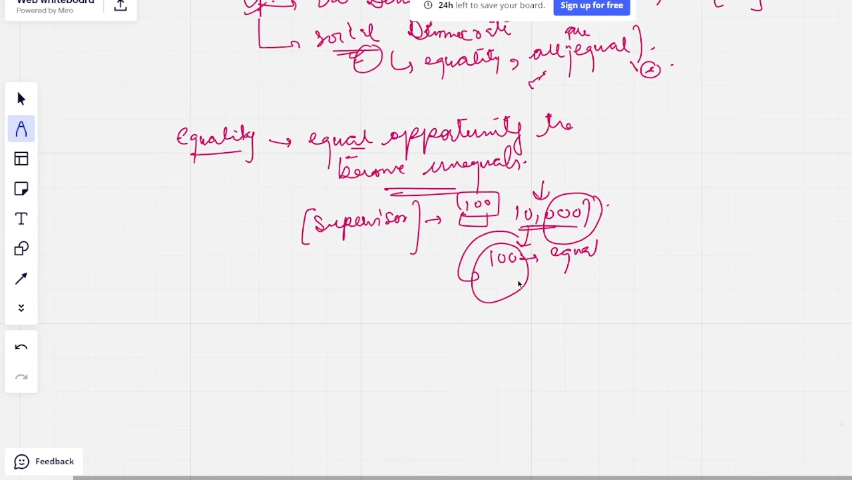 Web whiteboard
Powered by Miro
24h left to save your board.
Sign up for free
social Democrats
are
equality, all equal).
Equality → equal opportunity to
become unequals.
[Supervisor] → 100 10,000
100 → equal
Feedback